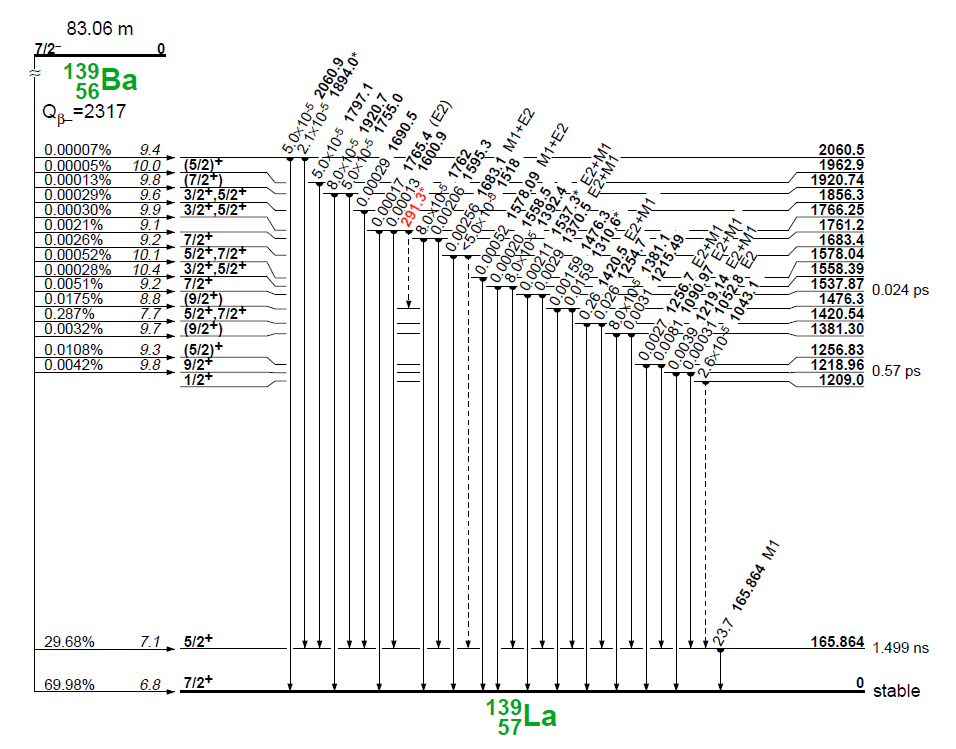 83.06 m
7/2⁻ 0
139
56Ba
Qβ−=2317
0.00007% 9.4 2060.5
0.00005% 10.0 (5/2)+ 1962.9
0.00013% 9.8 (7/2+) 1920.74
0.00029% 9.6 3/2+,5/2+ 1856.3
0.00030% 9.9 3/2+,5/2+ 1766.25
0.0021% 9.1 1761.2
0.0026% 9.2 7/2+ 1683.4
0.00052% 10.1 5/2+,7/2+ 1578.04
0.00028% 10.4 3/2+,5/2+ 1558.39
0.0051% 9.2 7/2+ 1537.87 0.024 ps
0.0175% 8.8 (9/2+) 1476.3
0.287% 7.7 5/2+,7/2+ 1420.54
0.0032% 9.7 (9/2+) 1381.30
0.0108% 9.3 (5/2)+ 1256.83
0.0042% 9.8 9/2+ 1218.96 0.57 ps
1/2+ 1209.0
5.0×10-5 2060.9
2.1×10-5 1894.0*
5.0×10-5 1797.1
8.0×10-5 1920.7
5.0×10-5 1755.0
0.00029 1690.5
0.00017 1765.4 (E2)
0.00013 1600.9
291.3*
8.0×10-5 1762
0.00206 1595.3
0.00256 1683.1 M1+E2
<5.0×10-5 1518
0.00052 1578.09 M1+E2
0.00020 1558.5
8.0×10-5 1392.4
0.00211 1537.3* E2+M1
0.0029 1370.5 E2+M1
0.00159 1476.3
0.0159 1310.6*
0.26 1420.5 E2+M1
0.026 1254.7
8.0×10-5 1381.1
0.0031 1215.49
0.0027 1256.7 E2+M1
0.0081 1090.97 E2+M1
0.0039 1219.14 E2+M1
0.00031 1052.8 E2
2.6×10-5 1043.1
23.7 165.864 M1
29.68% 7.1 5/2+ 165.864 1.499 ns
69.98% 6.8 7/2+ 0 stable
139
57La